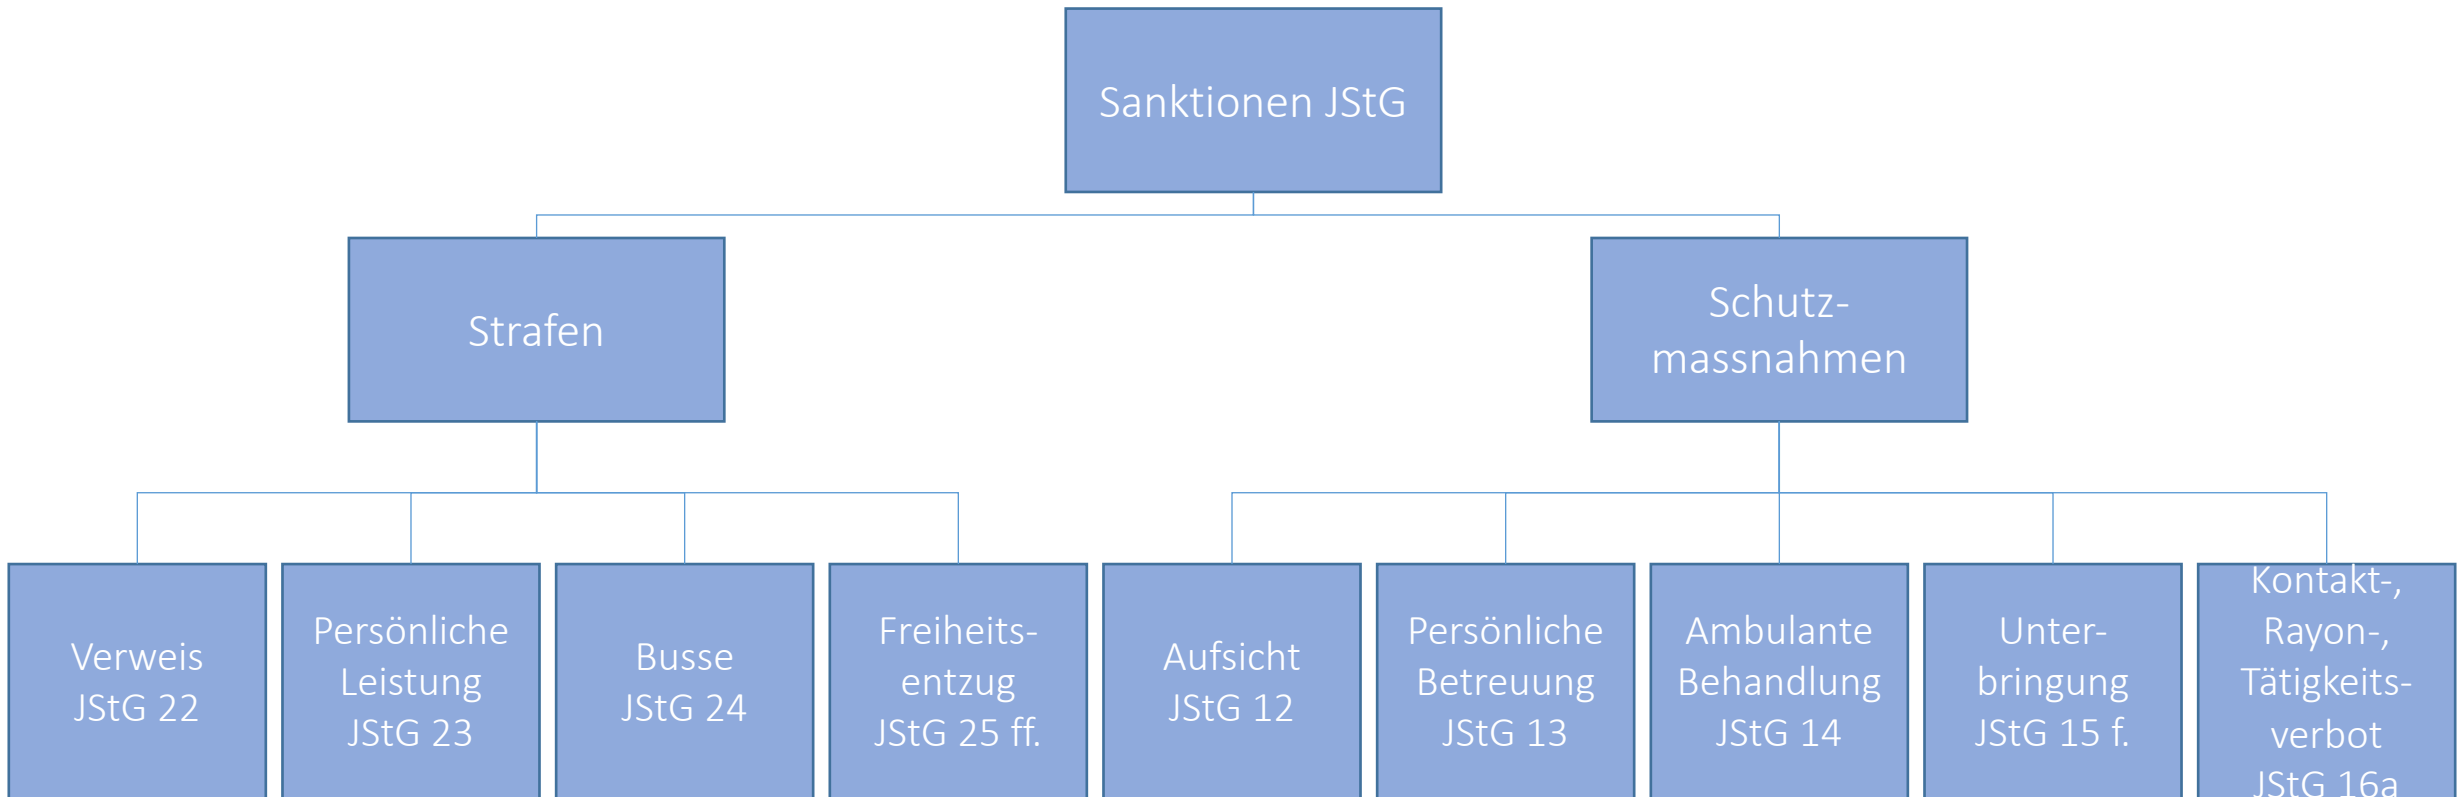 Sanktionen JStG
Strafen
Schutz-
massnahmen
Verweis
JStG 22
Persönliche
Leistung
JStG 23
Busse
JStG 24
Freiheits-
entzug
JStG 25 ff.
Aufsicht
JStG 12
Persönliche
Betreuung
JStG 13
Ambulante
Behandlung
JStG 14
Unter-
bringung
JStG 15 f.
Kontakt-,
Rayon-,
Tätigkeits-
verbot
JStG 16a